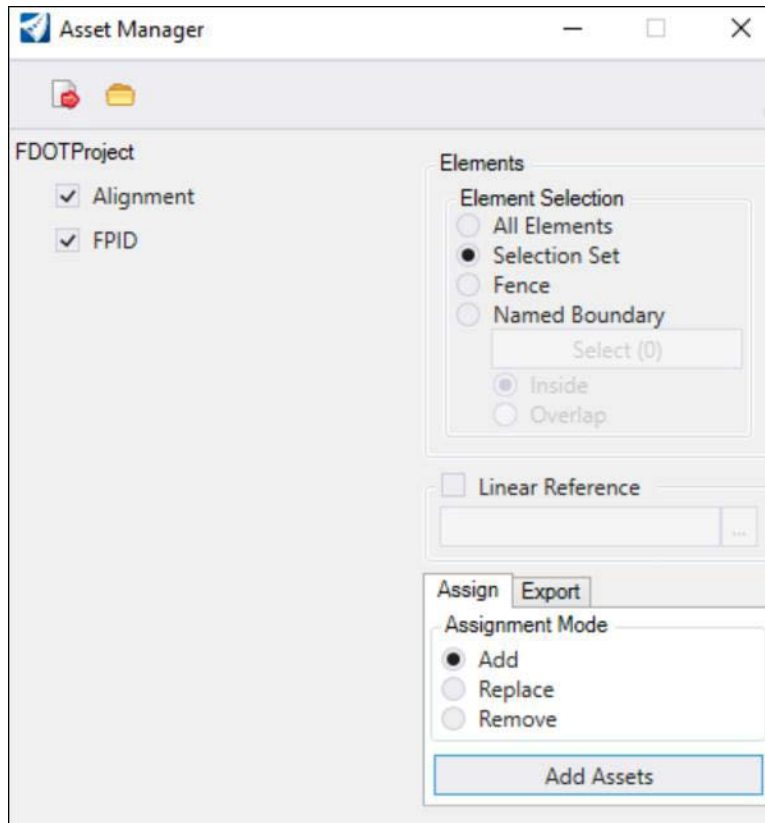 Asset Manager
FDOTProject
Alignment
FPID
Elements
Element Selection
All Elements
Selection Set
Fence
Named Boundary
Select (0)
Inside
Overlap
Linear Reference
...
Assign Export
Assignment Mode
Add
Replace
Remove
Add Assets